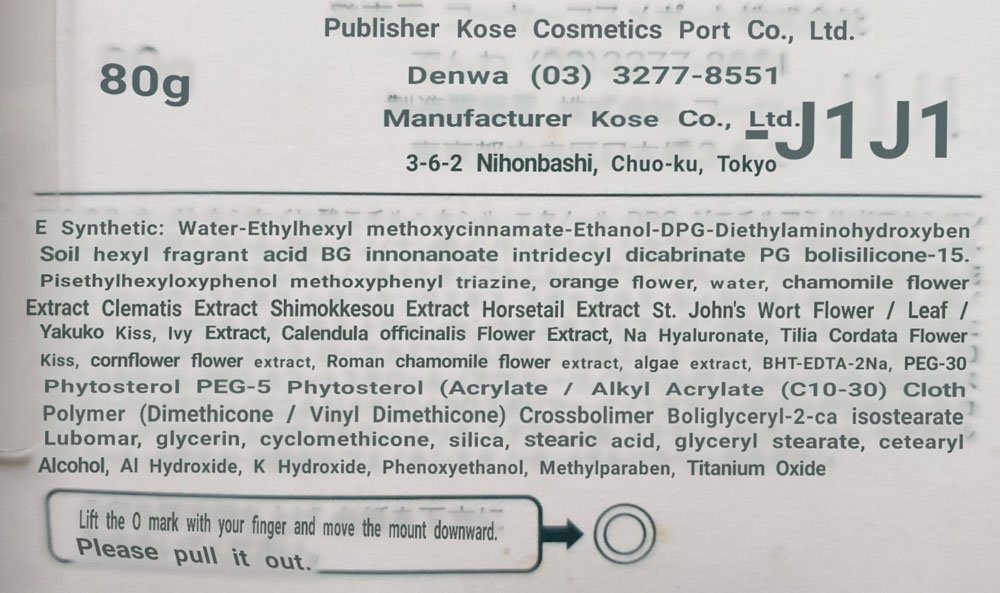 Publisher Kose Cosmetics Port Co., Ltd.
80g
Denwa (03) 3277-8551
Manufacturer Kose Co., Ltd.
-J1J1
3-6-2 Nihonbashi, Chuo-ku, Tokyo
E Synthetic: Water-Ethylhexyl methoxycinnamate-Ethanol-DPG-Diethylaminohydroxyben
Soil hexyl fragrant acid BG innonanoate intridecyl dicabrinate PG bolisilicone-15.
Pisethylhexyloxyphenol methoxyphenyl triazine, orange flower, water, chamomile flower
Extract Clematis Extract Shimokkesou Extract Horsetail Extract St. John's Wort Flower / Leaf /
Yakuko Kiss, Ivy Extract, Calendula officinalis Flower Extract, Na Hyaluronate, Tilia Cordata Flower
Kiss, cornflower flower extract, Roman chamomile flower extract, algae extract, BHT-EDTA-2Na, PEG-30
Phytosterol PEG-5 Phytosterol (Acrylate / Alkyl Acrylate (C10-30) Cloth
Polymer (Dimethicone / Vinyl Dimethicone) Crossbolimer Boliglyceryl-2-ca isostearate
Lubomar, glycerin, cyclomethicone, silica, stearic acid, glyceryl stearate, cetearyl
Alcohol, Al Hydroxide, K Hydroxide, Phenoxyethanol, Methylparaben, Titanium Oxide
Lift the O mark with your finger and move the mount downward.
Please pull it out.